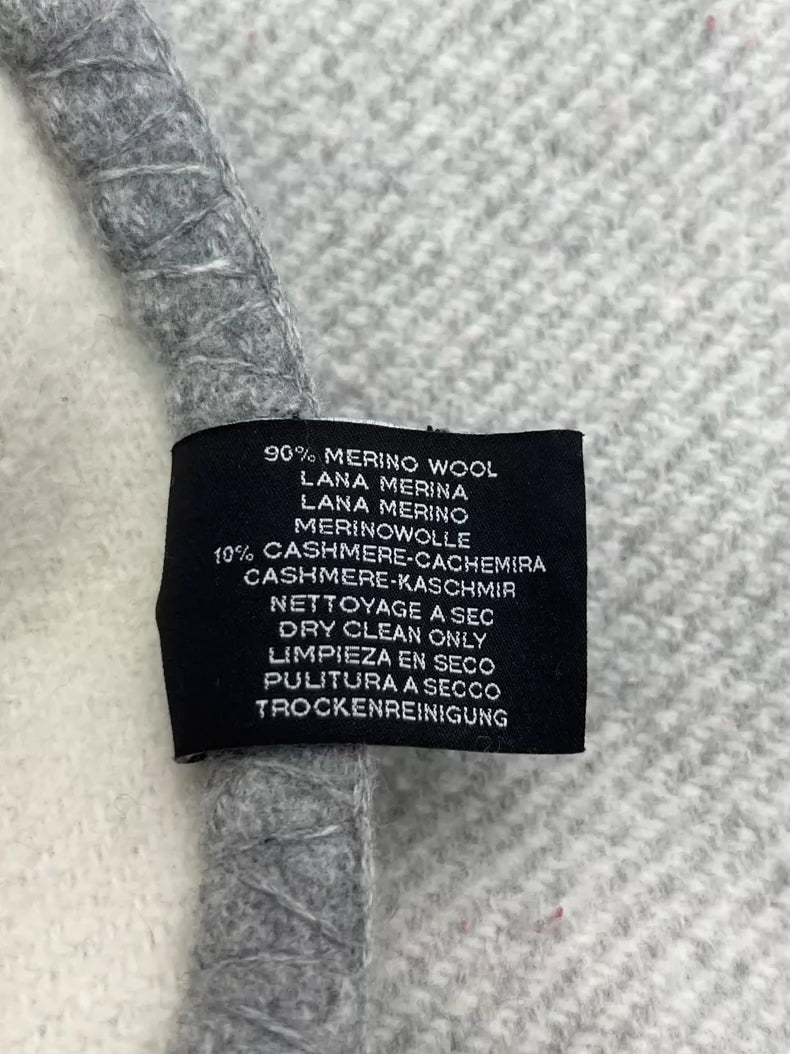 90% MERINO WOOL
LANA MERINA
LANA MERINO
MERINOWOLLE
10% CASHMERE-CACHEMIRA
CASHMERE-KASCHMIR
NETTOYAGE A SEC
DRY CLEAN ONLY
LIMPIEZA EN SECO
PULITURA A SECCO
TROCKENREINIGUNG